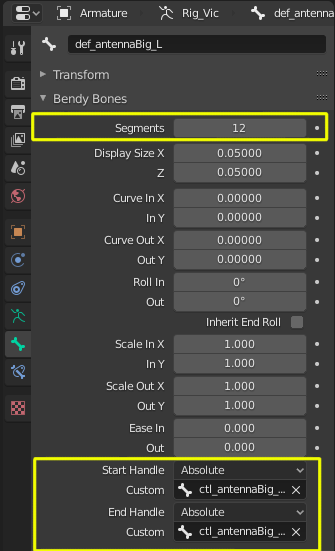 Armature Rig_Vic def_antenna
def_antennaBig_L
Transform
Bendy Bones
Segments 12
Display Size X 0.05000
Z 0.05000
Curve In X 0.00000
In Y 0.00000
Curve Out X 0.00000
Out Y 0.00000
Roll In 0°
Out 0°
Inherit End Roll
Scale In X 1.000
In Y 1.000
Scale Out X 1.000
Out Y 1.000
Ease In 0.000
Out 0.000
Start Handle Absolute
Custom ctl_antennaBig_...
End Handle Absolute
Custom ctl_antennaBig_...